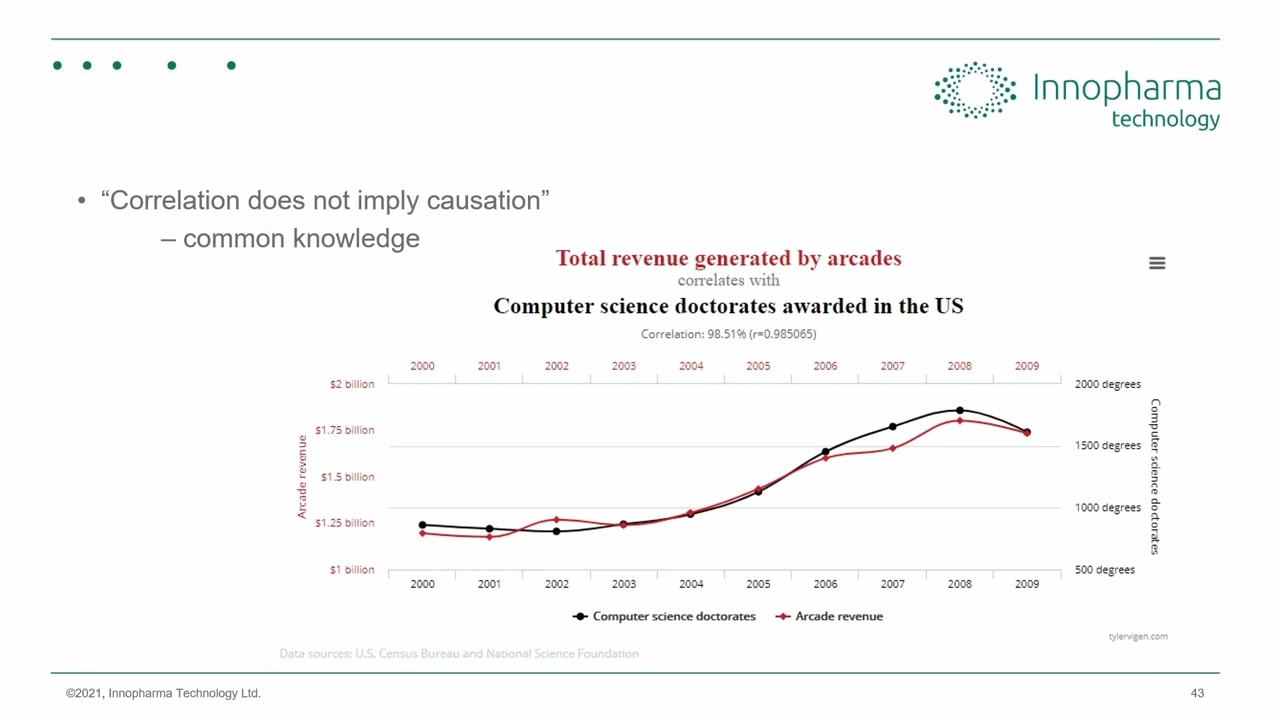 Innopharma
technology
• “Correlation does not imply causation”
– common knowledge
Total revenue generated by arcades
correlates with
Computer science doctorates awarded in the US
Correlation: 98.51% (r=0.985065)
2000 2001 2002 2003 2004 2005 2006 2007 2008 2009
$2 billion
$1.75 billion
$1.5 billion
$1.25 billion
$1 billion
Arcade revenue
2000 degrees
1500 degrees
1000 degrees
500 degrees
Computer science doctorates
2000 2001 2002 2003 2004 2005 2006 2007 2008 2009
Computer science doctorates Arcade revenue
tylervigen.com
Data sources: U.S. Census Bureau and National Science Foundation
©2021, Innopharma Technology Ltd. 43